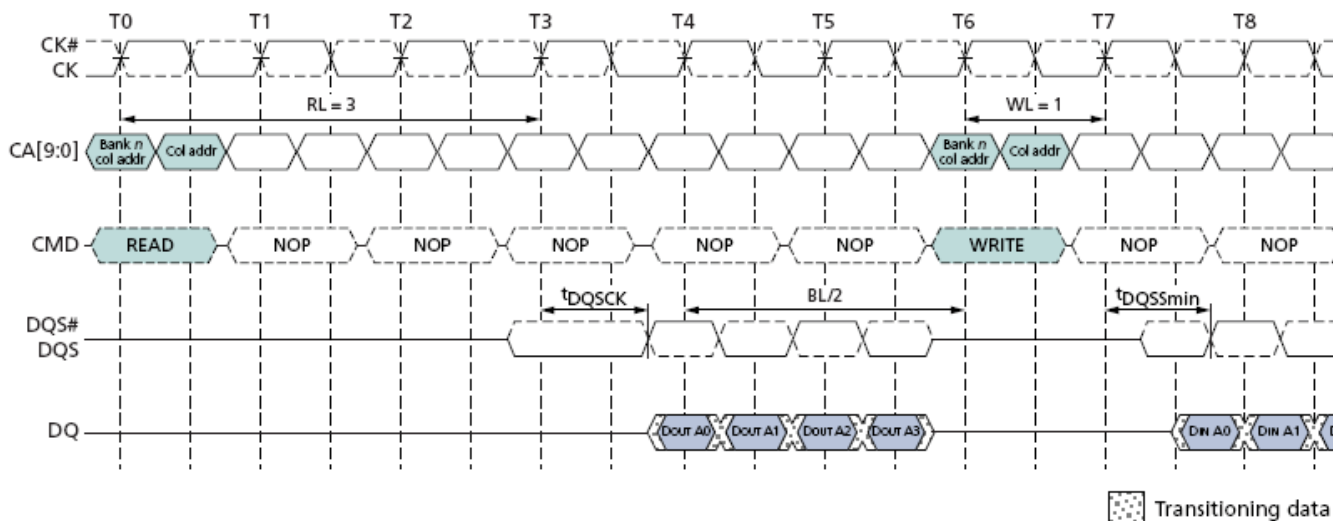 T0 T1 T2 T3 T4 T5 T6 T7 T8
CK#
CK
RL = 3 WL = 1
CA[9:0] Bank n col addr Col addr Bank n col addr Col addr
CMD READ NOP NOP NOP NOP NOP WRITE NOP NOP
tDQSCK BL/2 tDQSSmin
DQS#
DQS
DQ DOUT A0 DOUT A1 DOUT A2 DOUT A3 DIN A0 DIN A1
Transitioning data